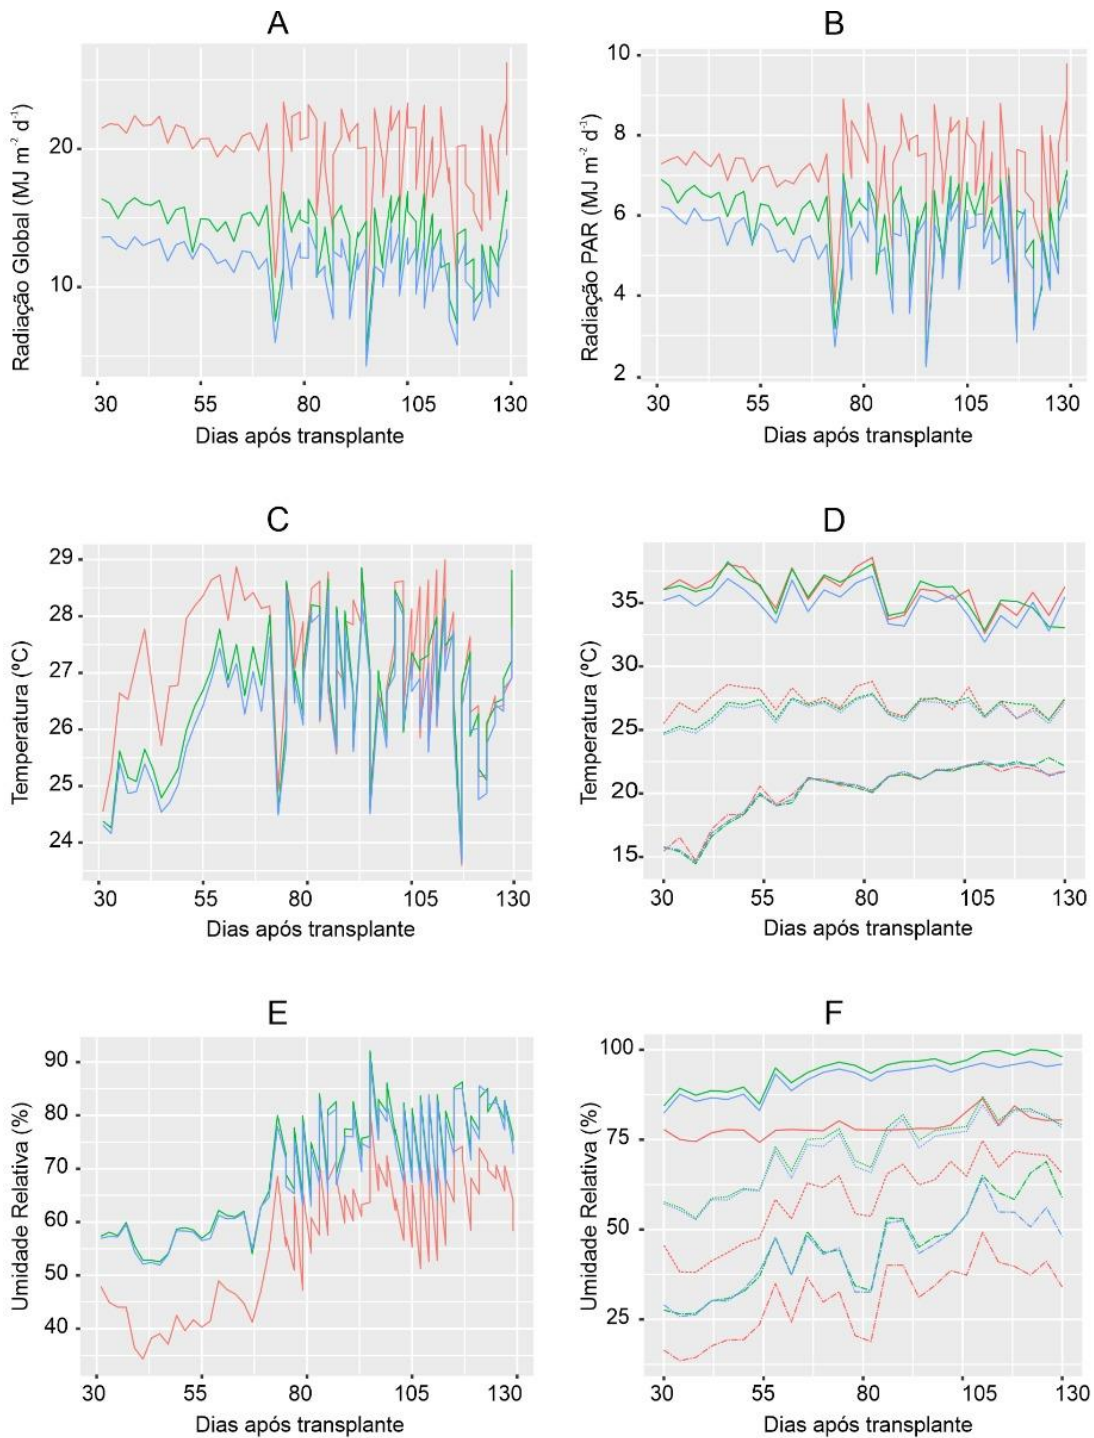 A
Radiação Global (MJ m⁻² d⁻¹)
20
10
30 55 80 105 130
Dias após transplante
B
Radiação PAR (MJ m⁻² d⁻¹)
10
8
6
4
2
30 55 80 105 130
Dias após transplante
C
Temperatura (ºC)
29
28
27
26
25
24
30 55 80 105 130
Dias após transplante
D
Temperatura (ºC)
35
30
25
20
15
30 55 80 105 130
Dias após transplante
E
Umidade Relativa (%)
90
80
70
60
50
40
30 55 80 105 130
Dias após transplante
F
Umidade Relativa (%)
100
75
50
25
30 55 80 105 130
Dias após transplante